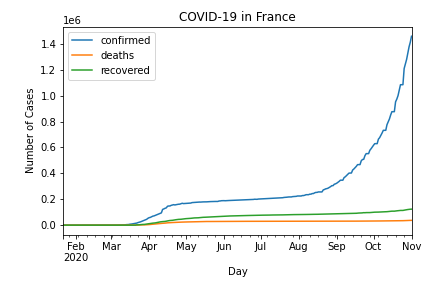 COVID-19 in France
1e6
confirmed
deaths
recovered
1.4
1.2
1.0
0.8
0.6
0.4
0.2
0.0
Number of Cases
Feb Mar Apr May Jun Jul Aug Sep Oct Nov
2020
Day